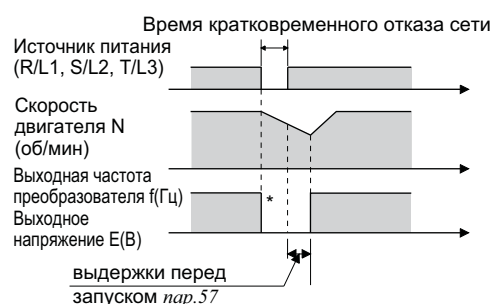 Время кратковременного отказа сети
Источник питания
(R/L1, S/L2, T/L3)
Скорость
двигателя N
(об/мин)
Выходная частота
преобразователя f(Гц)
*
Выходное
напряжение E(В)
выдержки перед
запуском пар.57